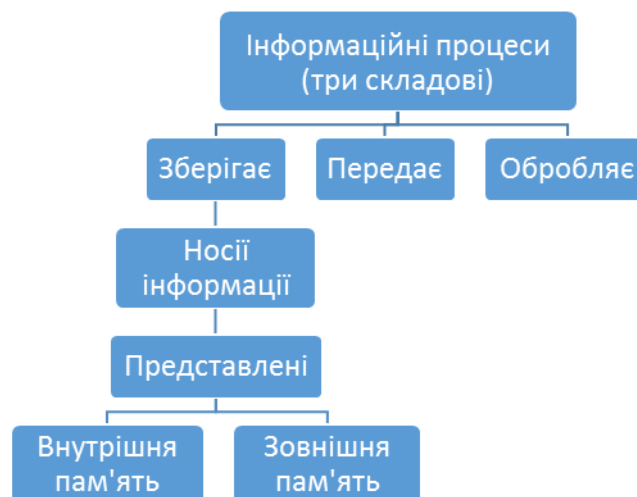 Інформаційні процеси
(три складові)
Зберігає
Передає
Обробляє
Носії
інформації
Представлені
Внутрішня
пам'ять
Зовнішня
пам'ять